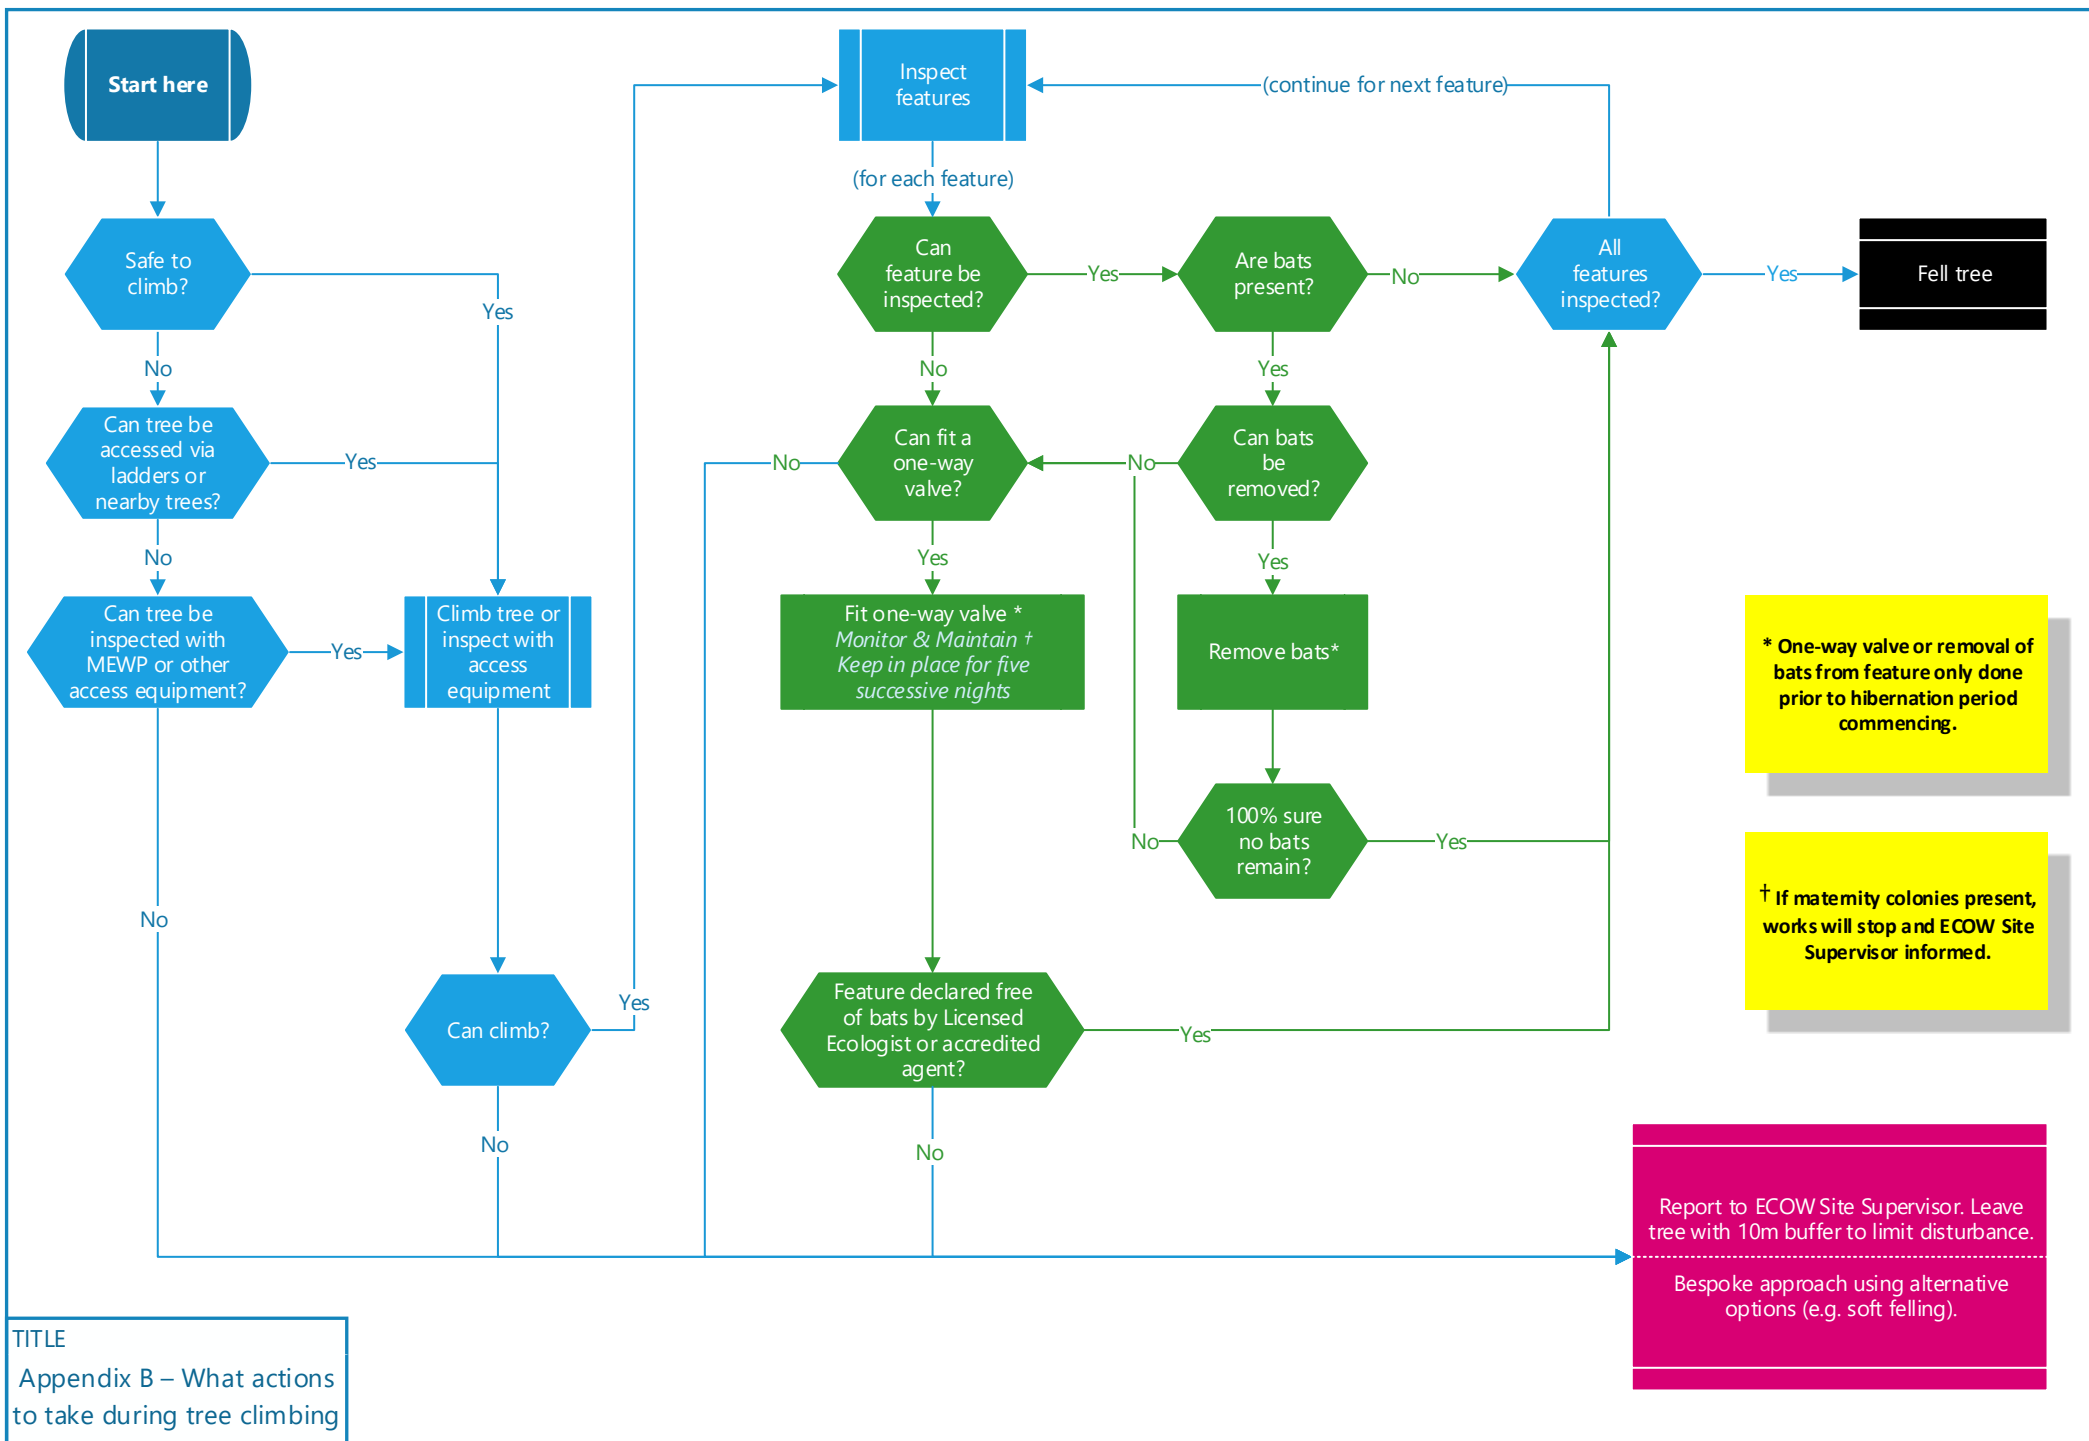 Start here
Safe to
climb?
Yes
No
Can tree be
accessed via
ladders or
nearby trees?
Yes
No
Can tree be
inspected with
MEWP or other
access equipment?
Yes
No
Climb tree or
inspect with
access
equipment
Can climb?
Yes
No
Inspect
features
(continue for next feature)
(for each feature)
Can
feature be
inspected?
Yes
No
Are bats
present?
No
Yes
All
features
inspected?
Yes
Fell tree
Can fit a
one-way
valve?
No
Yes
Can bats
be
removed?
No
Yes
Fit one-way valve *
Monitor & Maintain †
Keep in place for five
successive nights
Remove bats*
100% sure
no bats
remain?
No
Yes
Feature declared free
of bats by Licensed
Ecologist or accredited
agent?
Yes
No
* One-way valve or removal of
bats from feature only done
prior to hibernation period
commencing.
† If maternity colonies present,
works will stop and ECOW Site
Supervisor informed.
Report to ECOW Site Supervisor. Leave
tree with 10m buffer to limit disturbance.
Bespoke approach using alternative
options (e.g. soft felling).
TITLE
Appendix B – What actions
to take during tree climbing